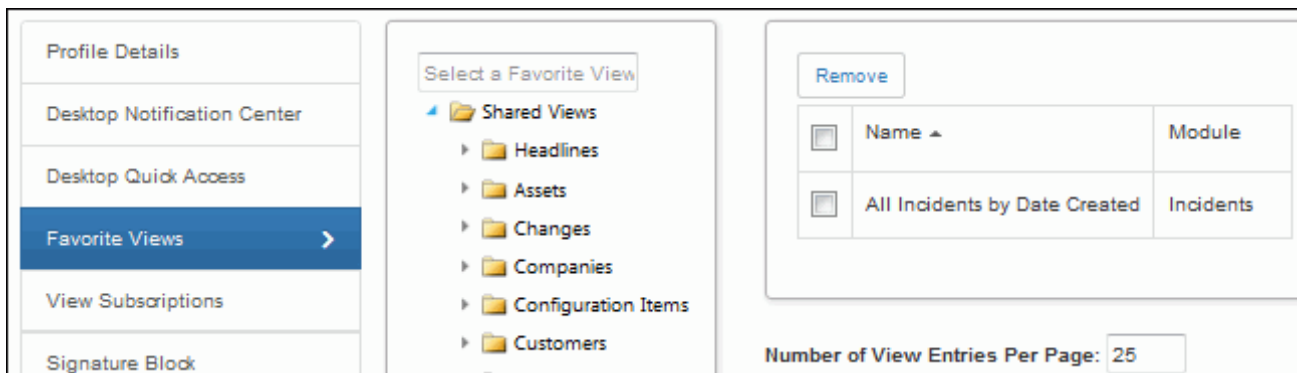 Profile Details
Desktop Notification Center
Desktop Quick Access
Favorite Views
View Subscriptions
Signature Block
Select a Favorite View
Shared Views
Headlines
Assets
Changes
Companies
Configuration Items
Customers
Remove
Name Module
All Incidents by Date Created Incidents
Number of View Entries Per Page: 25